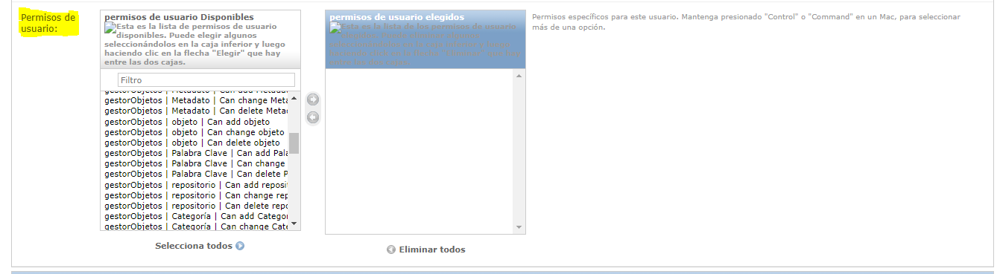 Permisos de
usuario:
permisos de usuario Disponibles
Esta es la lista de permisos de usuario
disponibles. Puede elegir algunos
seleccionándolos en la caja inferior y luego
haciendo clic en la flecha "Elegir" que hay
entre las dos cajas.
Filtro
gestorObjetos | Metadato | Can add Metadat
gestorObjetos | Metadato | Can change Meta
gestorObjetos | Metadato | Can delete Metad
gestorObjetos | objeto | Can add objeto
gestorObjetos | objeto | Can change objeto
gestorObjetos | objeto | Can delete objeto
gestorObjetos | Palabra Clave | Can add Pala
gestorObjetos | Palabra Clave | Can change
gestorObjetos | Palabra Clave | Can delete P
gestorObjetos | repositorio | Can add reposit
gestorObjetos | repositorio | Can change rep
gestorObjetos | repositorio | Can delete repo
gestorObjetos | Categoría | Can add Categor
gestorObjetos | Categoría | Can change Cate
Selecciona todos
permisos de usuario elegidos
Esta es la lista de los permisos de usuario
elegidos. Puede eliminar algunos
seleccionándolos en la caja inferior y luego
haciendo click en la flecha "Eliminar" que hay
entre las dos cajas.
Eliminar todos
Permisos específicos para este usuario. Mantenga presionado "Control" o "Command" en un Mac, para seleccionar
más de una opción.